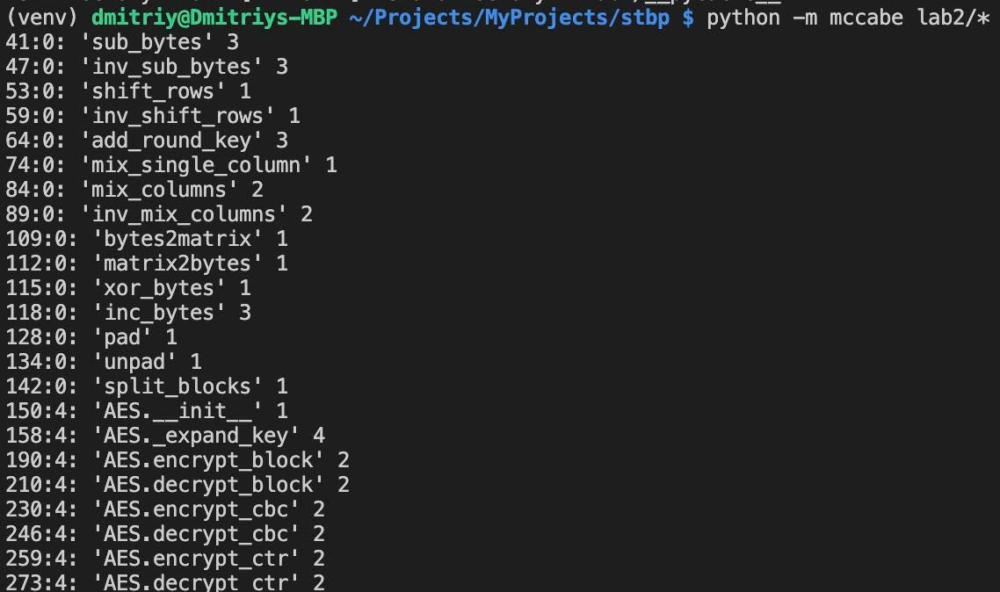 (venv) dmitriy@Dmitriys-MBP ~/Projects/MyProjects/stbp $ python -m mccabe lab2/*
41:0: 'sub_bytes' 3
47:0: 'inv_sub_bytes' 3
53:0: 'shift_rows' 1
59:0: 'inv_shift_rows' 1
64:0: 'add_round_key' 3
74:0: 'mix_single_column' 1
84:0: 'mix_columns' 2
89:0: 'inv_mix_columns' 2
109:0: 'bytes2matrix' 1
112:0: 'matrix2bytes' 1
115:0: 'xor_bytes' 1
118:0: 'inc_bytes' 3
128:0: 'pad' 1
134:0: 'unpad' 1
142:0: 'split_blocks' 1
150:4: 'AES.__init__' 1
158:4: 'AES._expand_key' 4
190:4: 'AES.encrypt_block' 2
210:4: 'AES.decrypt_block' 2
230:4: 'AES.encrypt_cbc' 2
246:4: 'AES.decrypt_cbc' 2
259:4: 'AES.encrypt_ctr' 2
273:4: 'AES.decrypt_ctr' 2